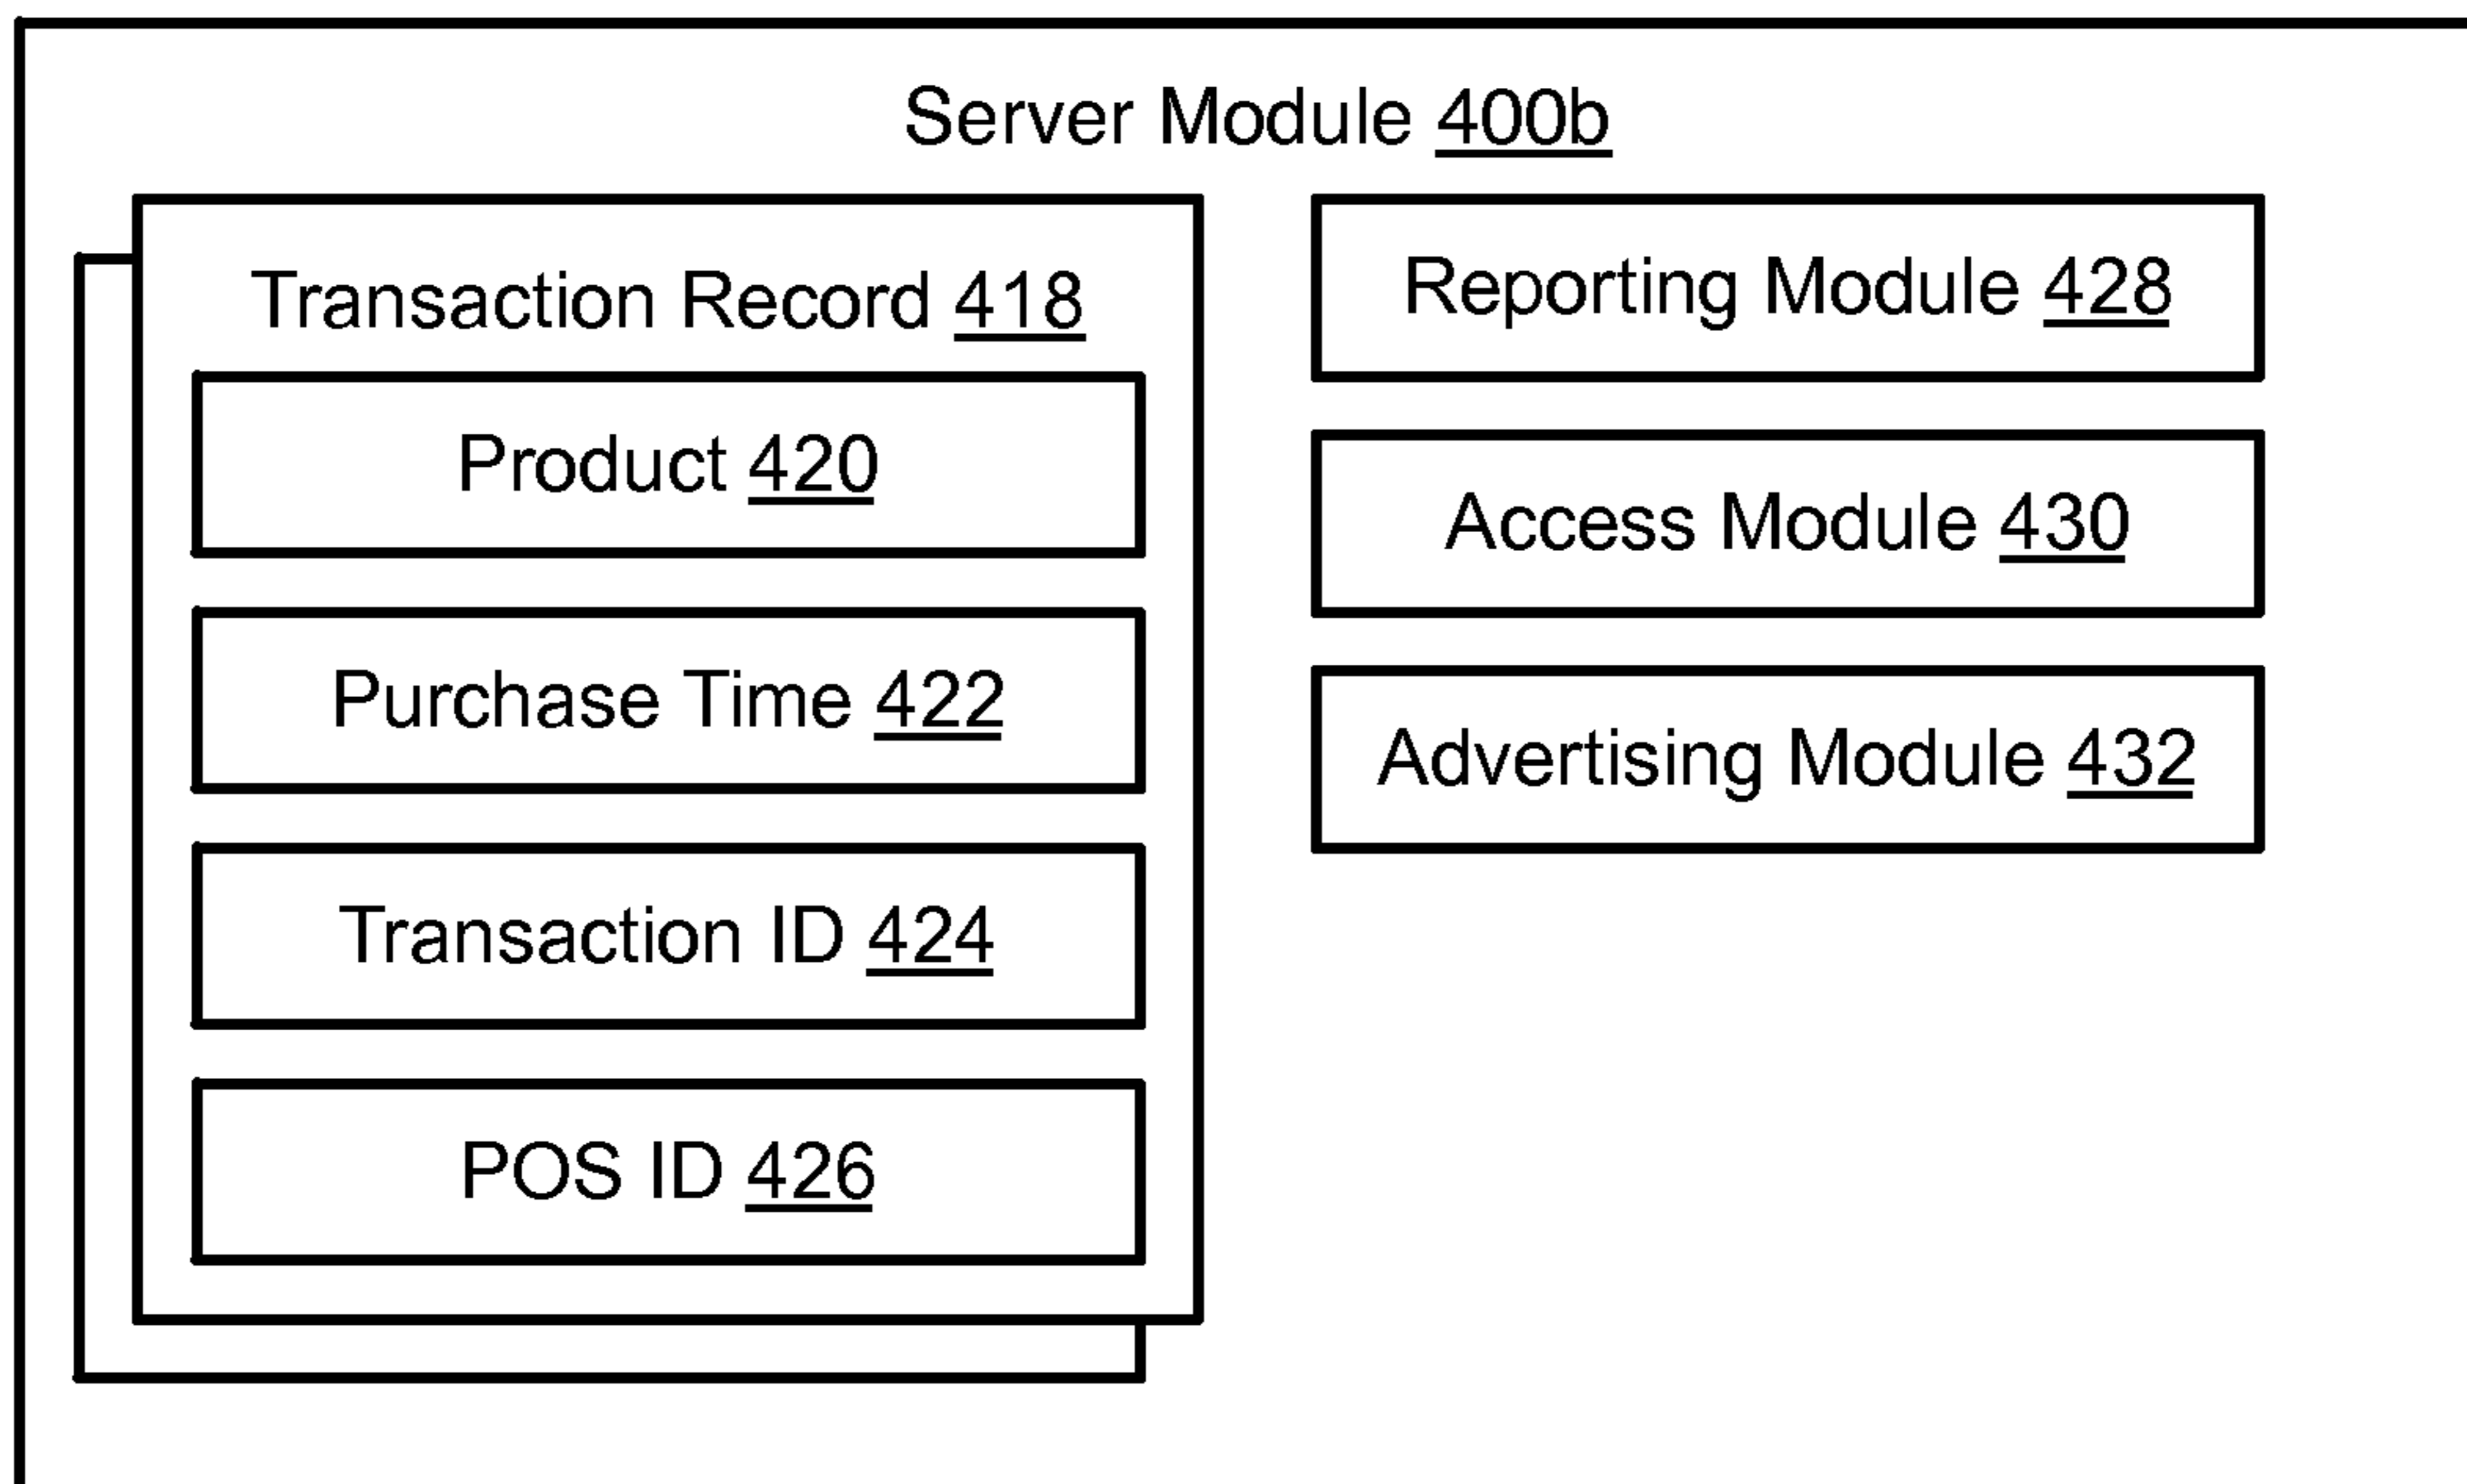 Server Module 400b
Transaction Record 418
Product 420
Purchase Time 422
Transaction ID 424
POS ID 426
Reporting Module 428
Access Module 430
Advertising Module 432